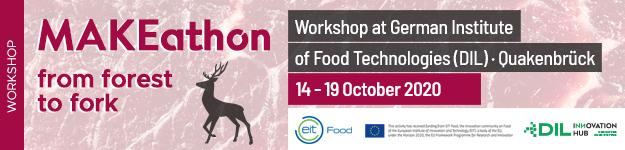 WORKSHOP
MAKEathon
from forest
to fork
Workshop at German Institute
of Food Technologies (DIL) · Quakenbrück
14 - 19 October 2020
eit Food
This activity has received funding from EIT Food, the innovation community on Food
of the European Institute of Innovation and Technology (EIT), a body of the EU,
under the Horizon 2020, the EU Framework Programme for Research and Innovation
DIL INNOVATION
HUB